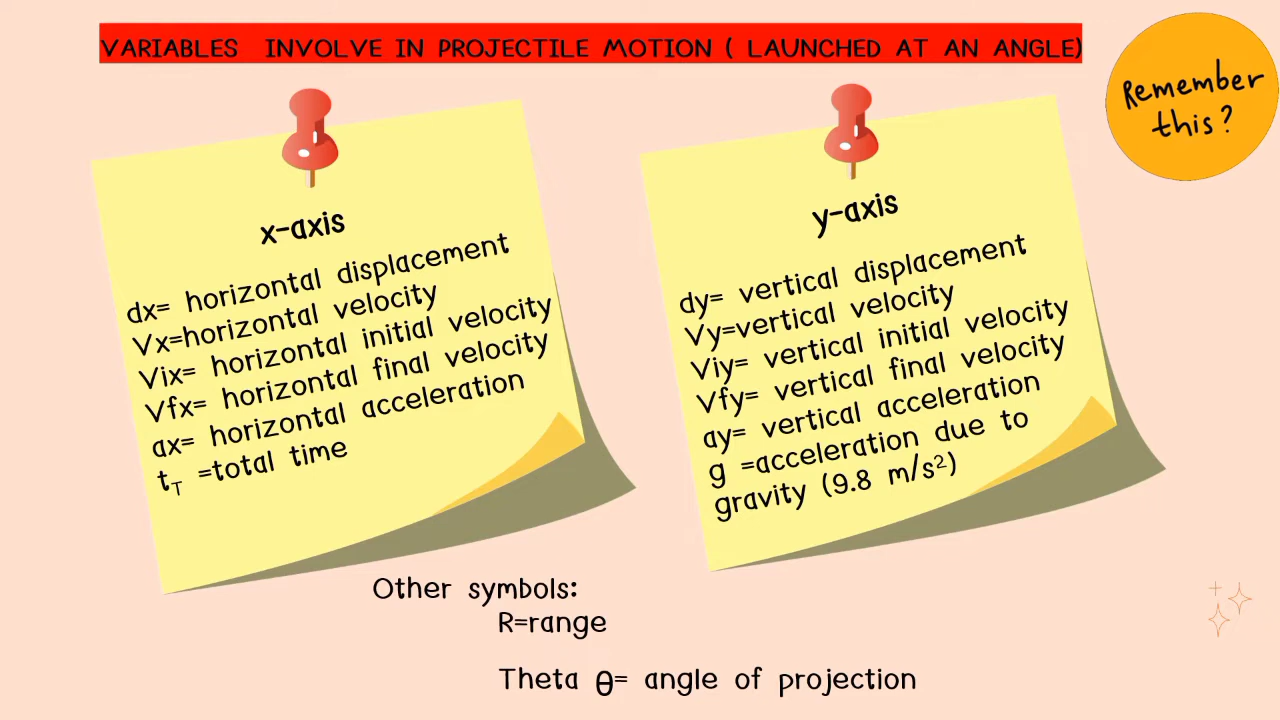 VARIABLES INVOLVE IN PROJECTILE MOTION ( LAUNCHED AT AN ANGLE)
Remember
this?
x-axis
dx= horizontal displacement
Vx=horizontal velocity
Vix= horizontal initial velocity
Vfx= horizontal final velocity
ax= horizontal acceleration
t_T =total time
y-axis
dy= vertical displacement
Vy=vertical velocity
Viy= vertical initial velocity
Vfy= vertical final velocity
ay= vertical acceleration
g =acceleration due to
gravity (9.8 m/s²)
Other symbols:
R=range
Theta θ= angle of projection